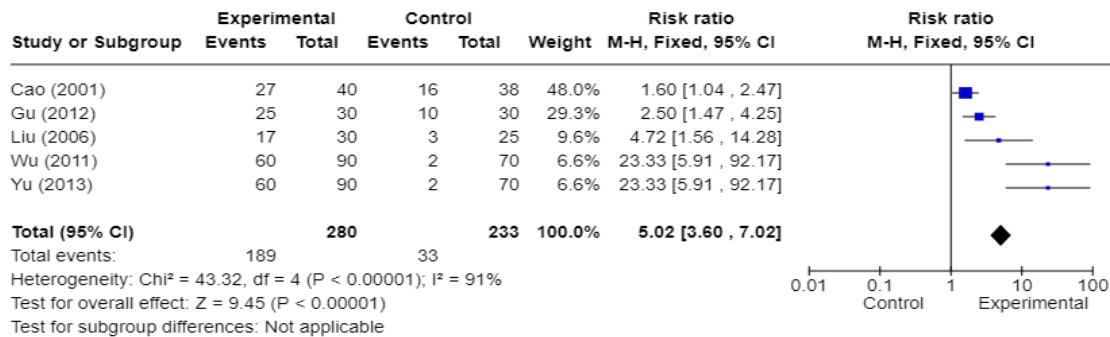 Experimental Control Risk ratio Risk ratio
Study or Subgroup Events Total Events Total Weight M-H, Fixed, 95% CI M-H, Fixed, 95% CI
Cao (2001) 27 40 16 38 48.0% 1.60 [1.04 , 2.47]
Gu (2012) 25 30 10 30 29.3% 2.50 [1.47 , 4.25]
Liu (2006) 17 30 3 25 9.6% 4.72 [1.56 , 14.28]
Wu (2011) 60 90 2 70 6.6% 23.33 [5.91 , 92.17]
Yu (2013) 60 90 2 70 6.6% 23.33 [5.91 , 92.17]
Total (95% CI) 280 233 100.0% 5.02 [3.60 , 7.02]
Total events: 189 33
Heterogeneity: Chi² = 43.32, df = 4 (P < 0.00001); I² = 91%
Test for overall effect: Z = 9.45 (P < 0.00001)
Test for subgroup differences: Not applicable
0.01 0.1 1 10 100
Control Experimental